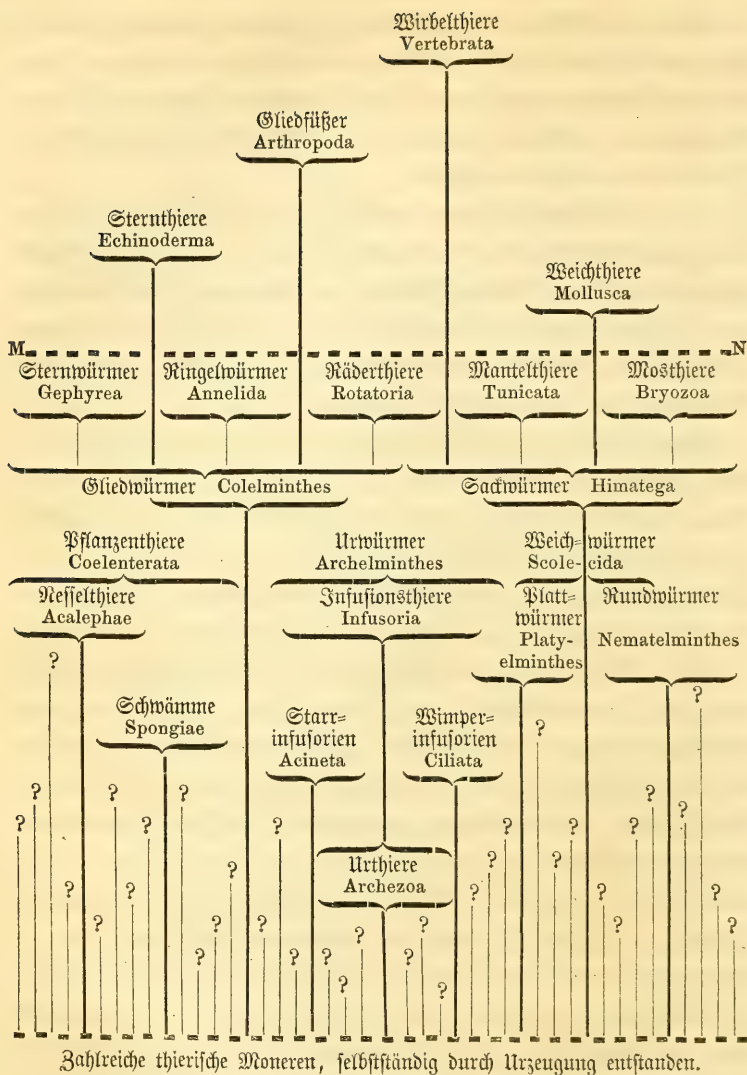 Wirbelthiere
Vertebrata
Gliedfüßer
Arthropoda
Sternthiere
Echinoderma
Weichthiere
Mollusca
M N
Sternwürmer Ringelwürmer Räderthiere Mantelthiere Mosthiere
Gephyrea Annelida Rotatoria Tunicata Bryozoa
Gliedwürmer Colelminthes Sackwürmer Himatega
Pflanzenthiere Urwürmer Weich-würmer
Coelenterata Archelminthes Scole-cida
Nesselthiere Infusionsthiere Platt- Rundwürmer
Acalephae Infusoria würmer
Platy- Nematelminthes
elminthes
? ?
?
Schwämme Starr- Wimper-
Spongiae infusorien infusorien
Acineta Ciliata
? ? ? ? ? ? ? ? ? ? ? ? ?
Urthiere
Archezoa
? ? ? ? ? ? ? ? ? ? ? ? ? ? ? ? ? ? ? ?
Zahlreiche thierische Moneren, selbstständig durch Urzeugung entstanden.